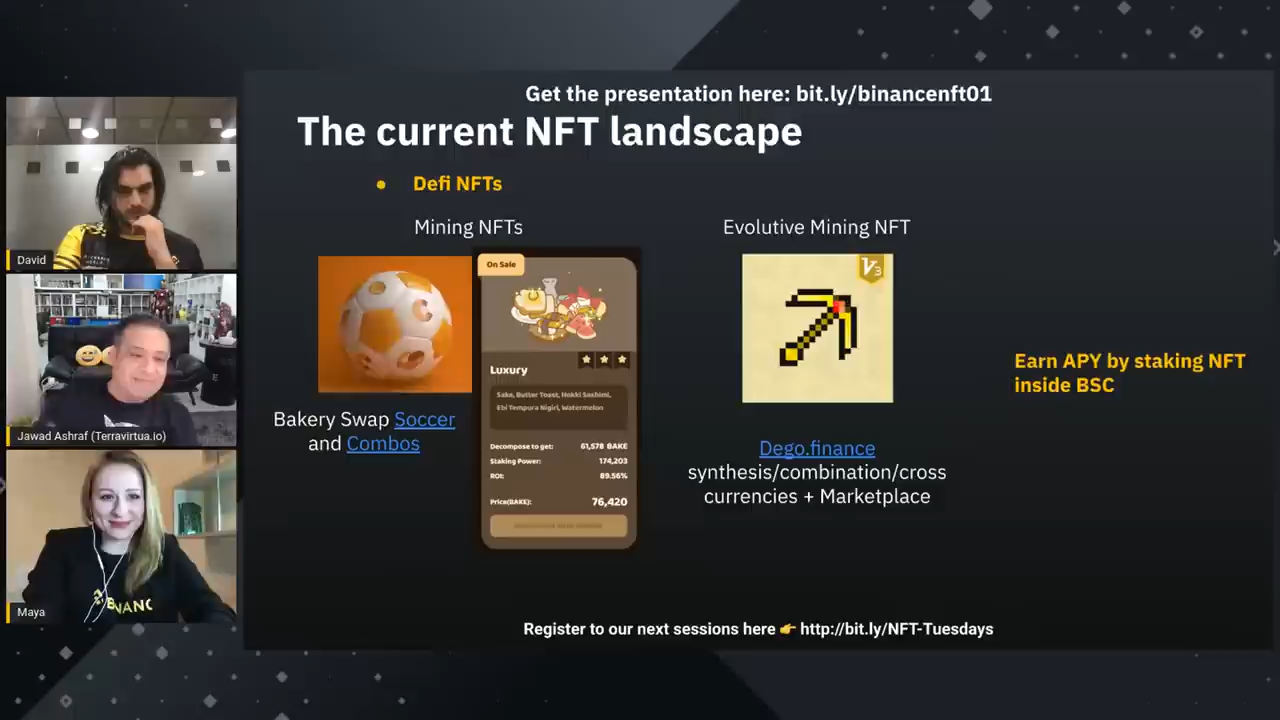 Get the presentation here: bit.ly/binancenft01
The current NFT landscape
• Defi NFTs
Mining NFTs
Evolutive Mining NFT
On Sale
V3
Luxury
Sake, Butter Toast, Hokki Sashimi,
Ebi Tempura Nigiri, Watermelon
Decompose to get: 61,578 BAKE
Staking Power: 174,203
ROI: 89.56%
Price(BAKE): 76,420
Bakery Swap Soccer
and Combos
Dego.finance
synthesis/combination/cross
currencies + Marketplace
Earn APY by staking NFT
inside BSC
Register to our next sessions here 👉 http://bit.ly/NFT-Tuesdays
David
Jawad Ashraf (Terravirtua.io)
Maya
BINANC